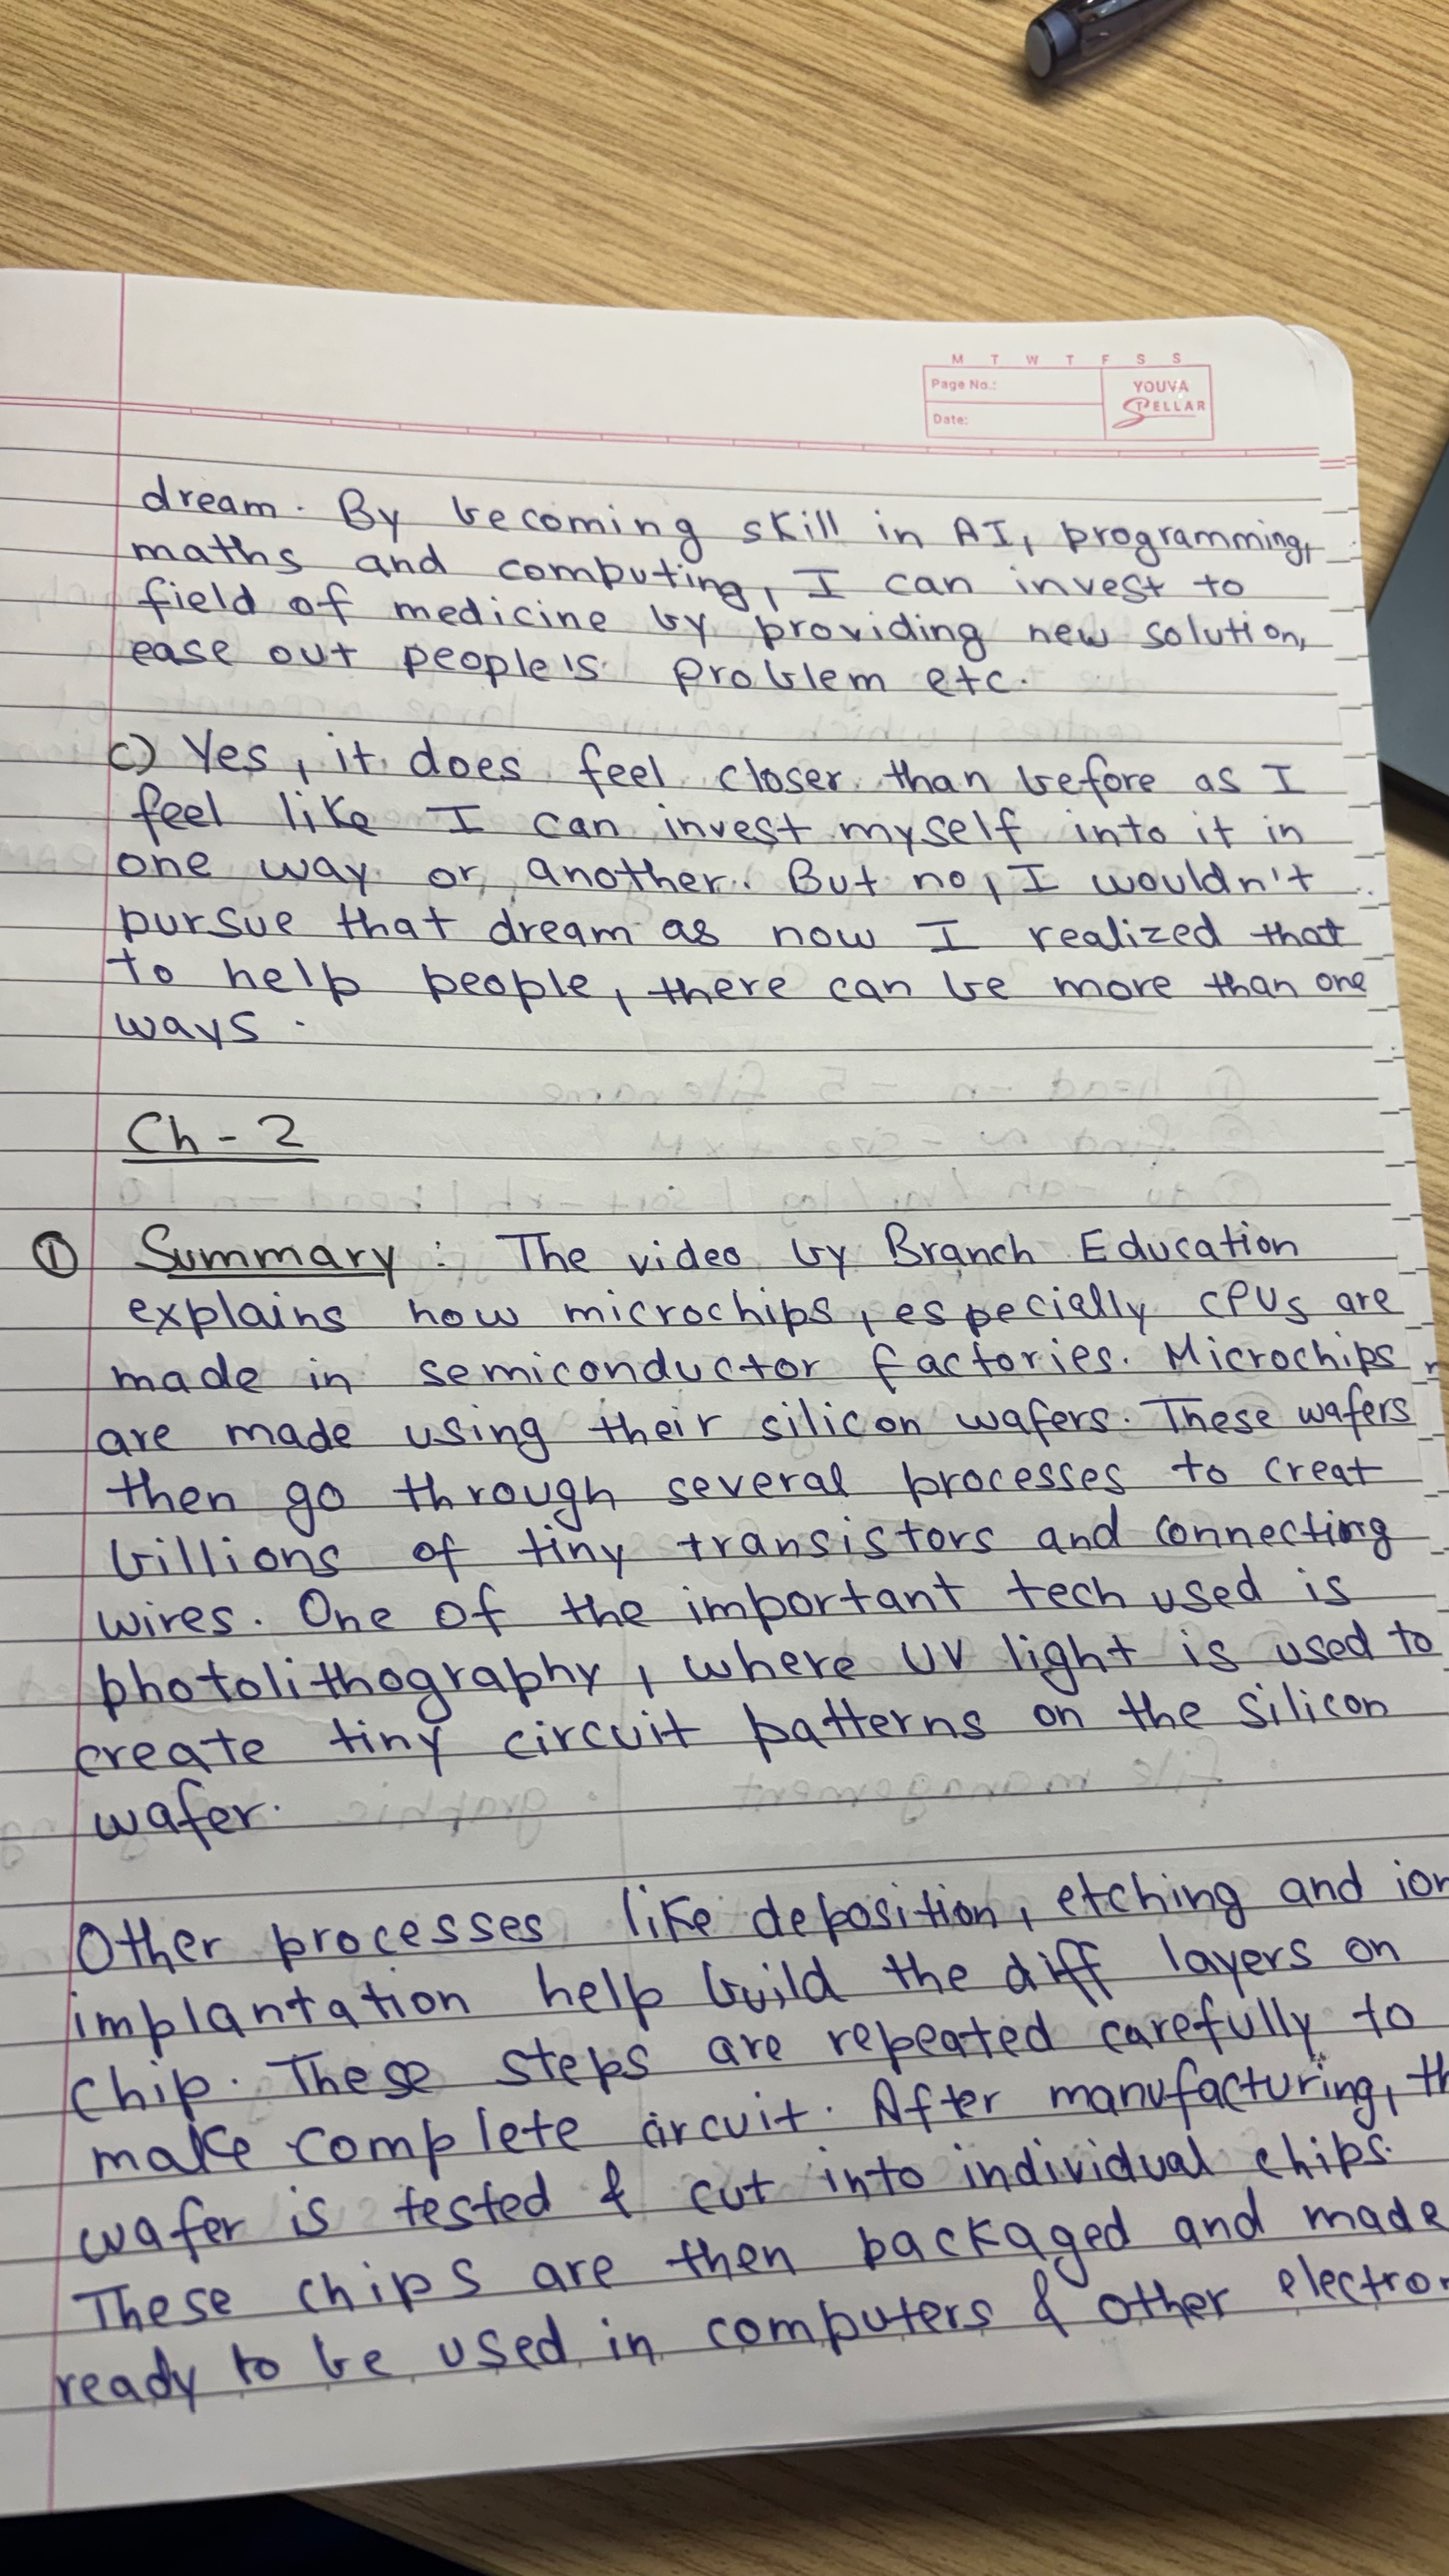 M T W T F S S
Page No.:
YOUVA
STELLAR
Date:
dream. By becoming skill in AI, programming,
maths and computing, I can invest to
field of medicine by providing new solution,
ease out people's problem etc.
c) Yes, it does feel closer than before as I
feel like I can invest myself into it in
one way or another. But no, I wouldn't
pursue that dream as now I realized that
to help people, there can be more than one
ways.
Ch - 2
① Summary: The video by Branch Education
explains how microchips, especially CPUs are
made in semiconductor factories. Microchips
are made using their silicon wafers. These wafers
then go through several processes to creat
billions of tiny transistors and connecting
wires. One of the important tech used is
photolithography, where UV light is used to
create tiny circuit patterns on the silicon
wafer.
Other processes like deposition, etching and ion
implantation help build the diff layers on
chip. These steps are repeated carefully to
make complete circuit. After manufacturing, th
wafer is tested & cut into individual chips.
These chips are then packaged and made
ready to be used in computers & other electro